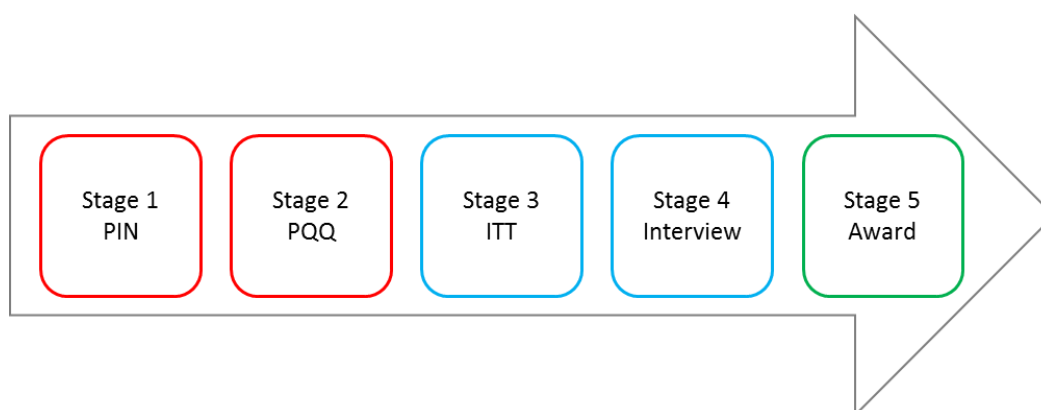 Stage 1
PIN
Stage 2
PQQ
Stage 3
ITT
Stage 4
Interview
Stage 5
Award